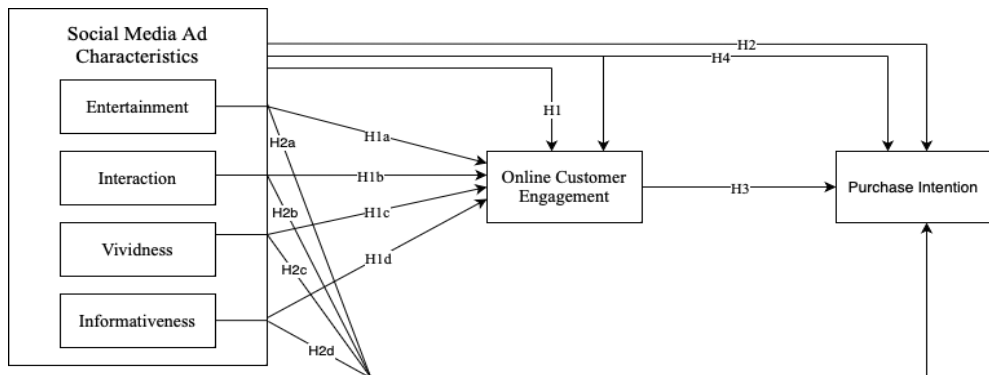 Social Media Ad
Characteristics
Entertainment
Interaction
Vividness
Informativeness
H2
H4
H1
H1a
H2a
H1b
H2b
H1c
H2c
H1d
H2d
Online Customer
Engagement
H3
Purchase Intention